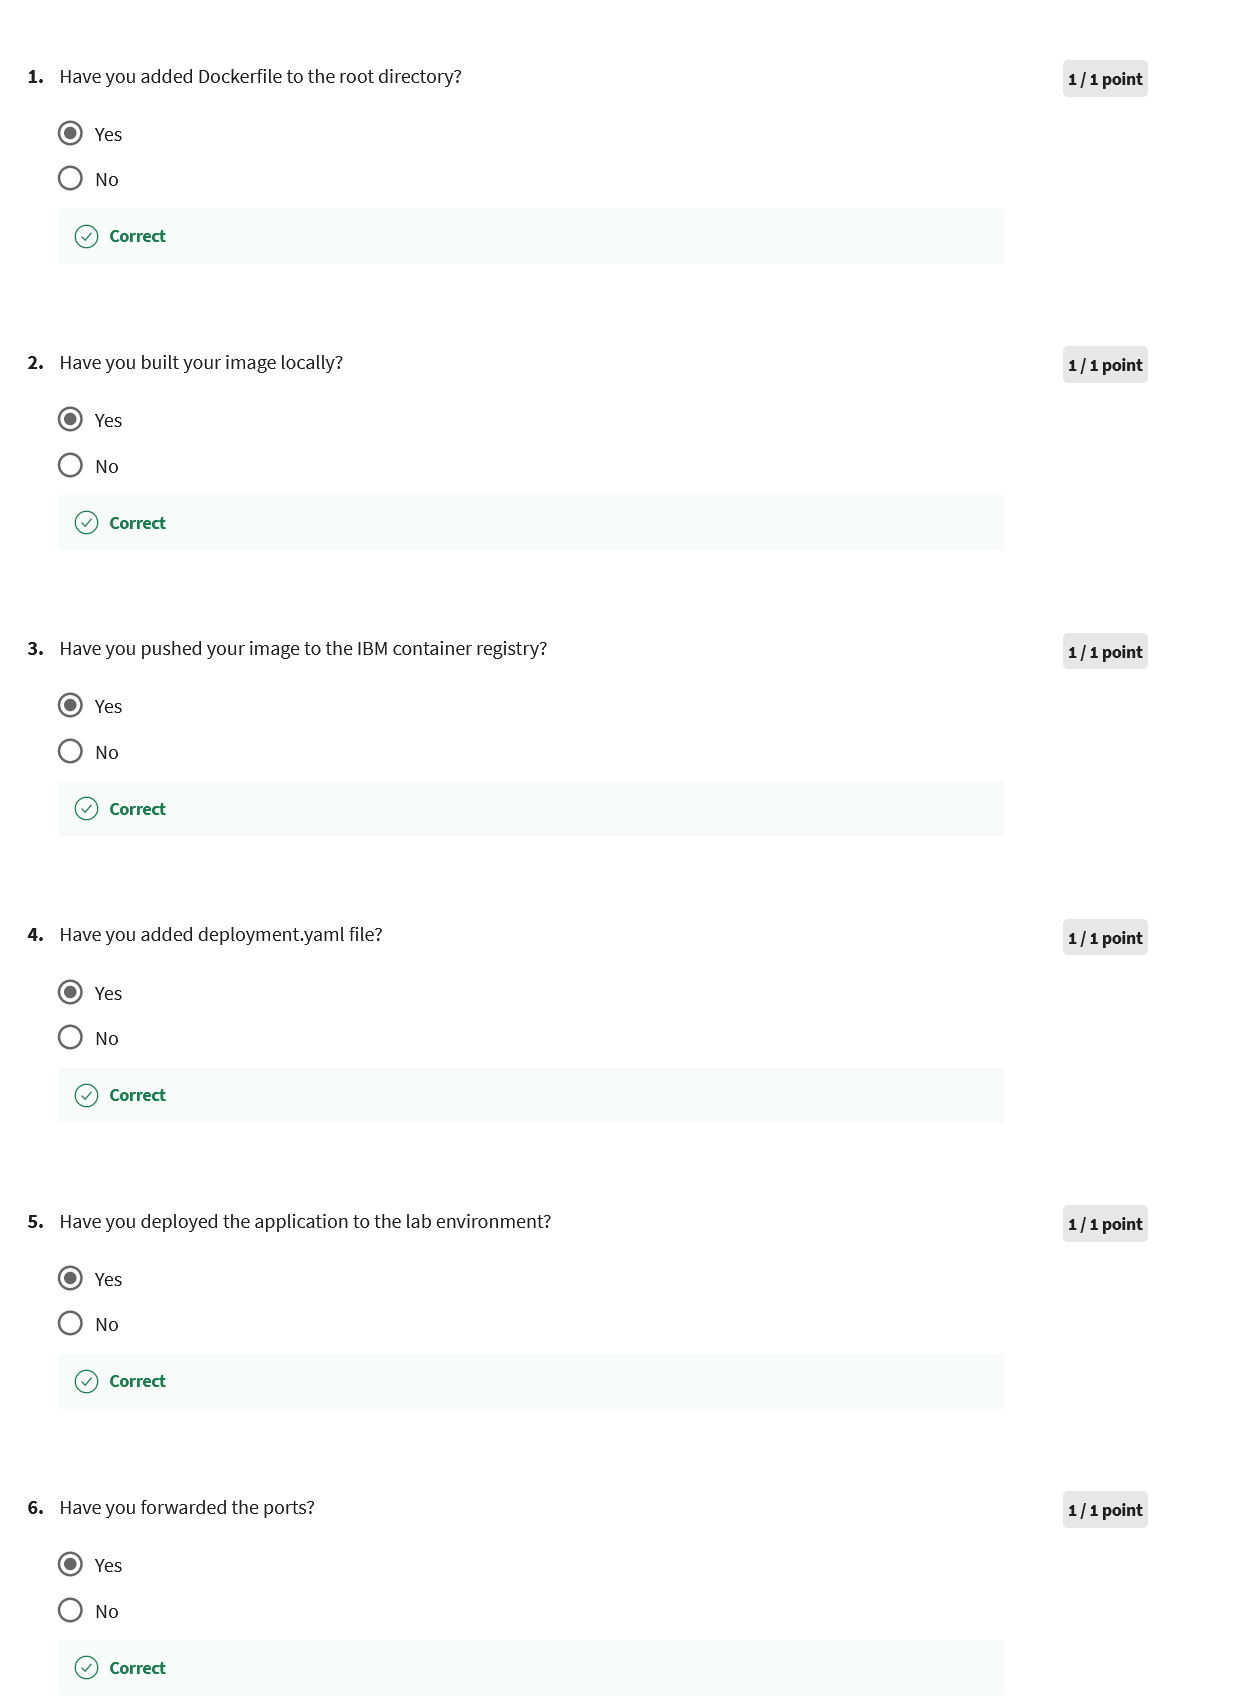 1. Have you added Dockerfile to the root directory?
1 / 1 point
Yes
No
Correct
2. Have you built your image locally?
1 / 1 point
Yes
No
Correct
3. Have you pushed your image to the IBM container registry?
1 / 1 point
Yes
No
Correct
4. Have you added deployment.yaml file?
1 / 1 point
Yes
No
Correct
5. Have you deployed the application to the lab environment?
1 / 1 point
Yes
No
Correct
6. Have you forwarded the ports?
1 / 1 point
Yes
No
Correct